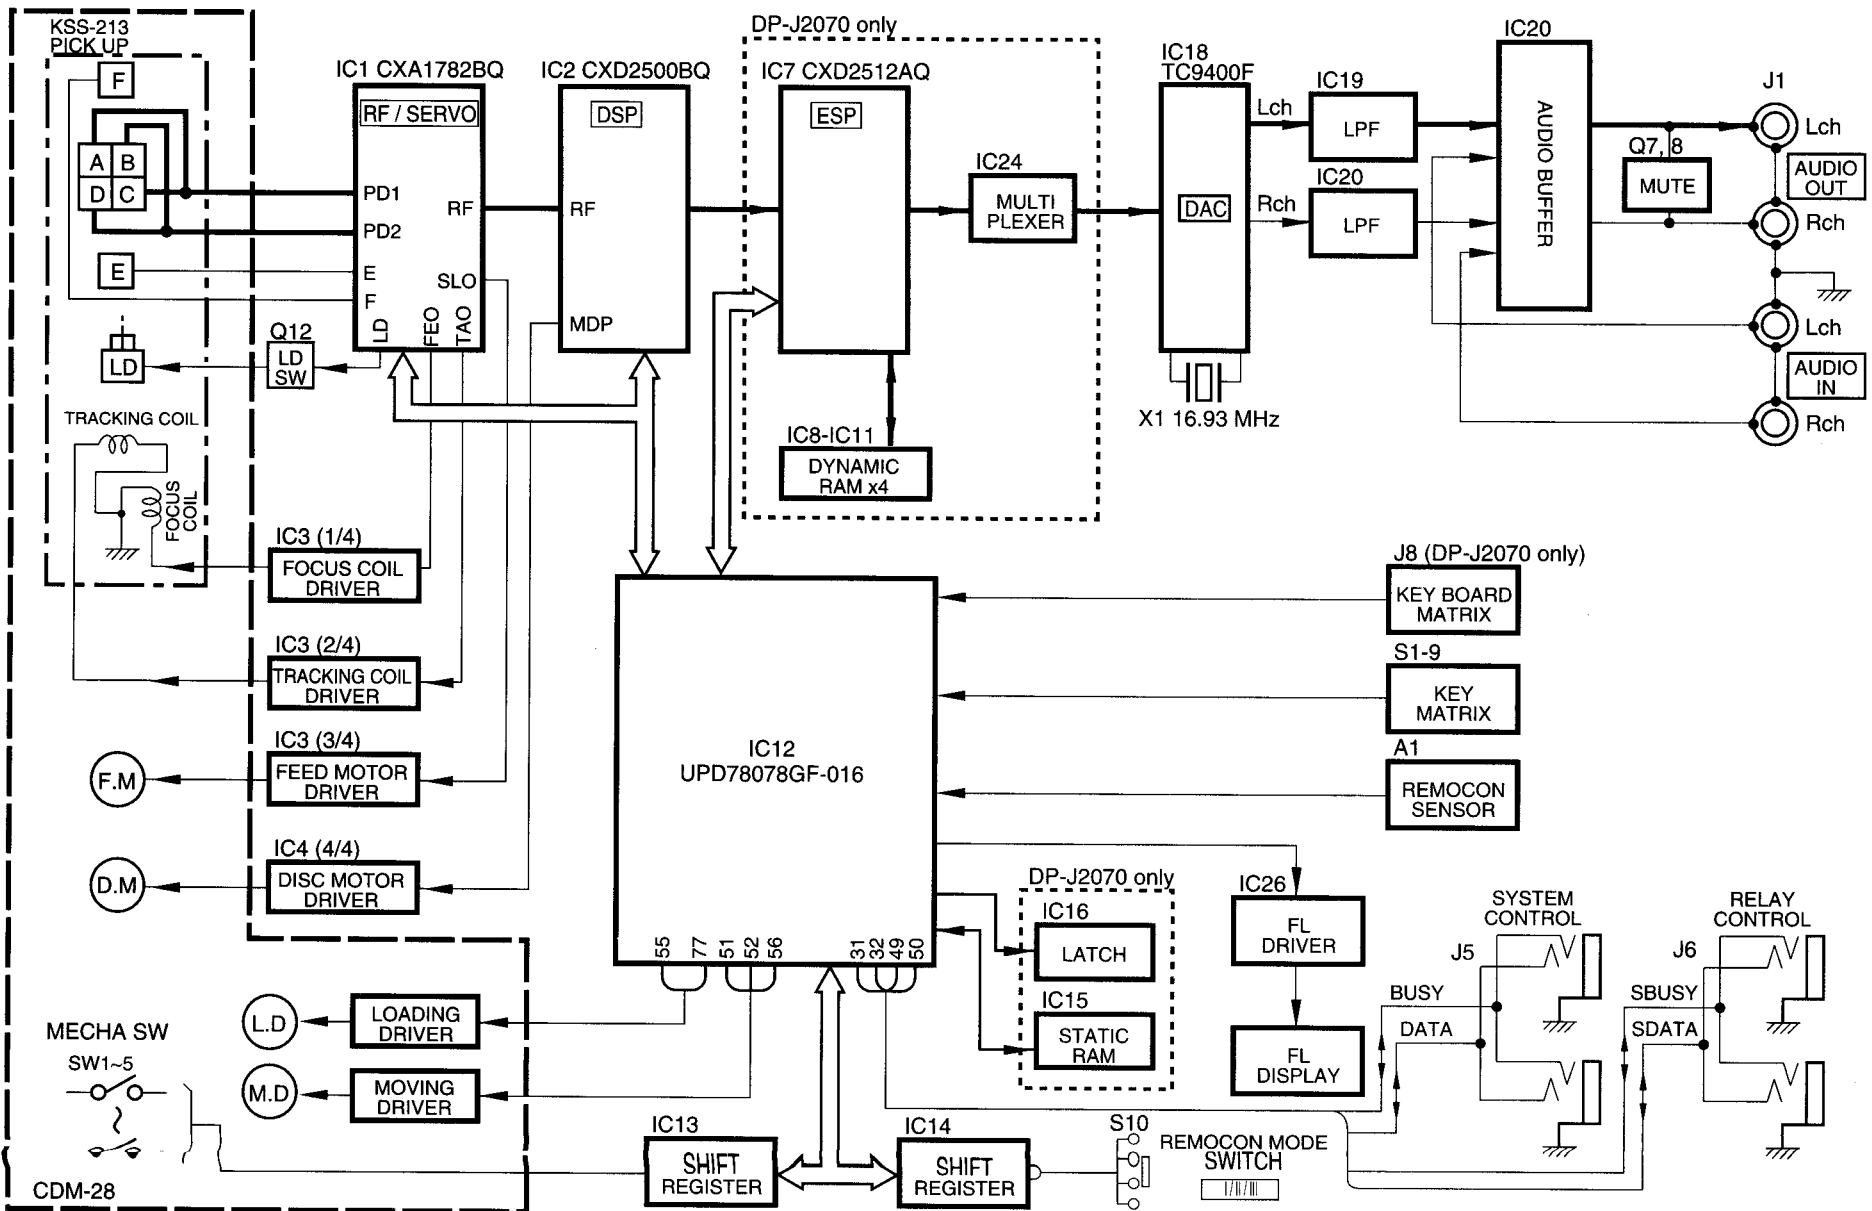 KSS-213
PICK UP
F
A B
D C
E
LD
TRACKING COIL
FOCUS
COIL
IC1 CXA1782BQ
RF / SERVO
PD1
RF
PD2
E
SLO
F
LD
FEO
TAO
Q12
LD
SW
IC2 CXD2500BQ
DSP
RF
MDP
DP-J2070 only
IC7 CXD2512AQ
ESP
IC24
MULTI
PLEXER
IC8-IC11
DYNAMIC
RAM x4
IC18
TC9400F
DAC
Lch
Rch
X1 16.93 MHz
IC19
LPF
IC20
LPF
IC20
AUDIO BUFFER
Q7, 8
MUTE
J1
Lch
AUDIO
OUT
Rch
Lch
AUDIO
IN
Rch
IC3 (1/4)
FOCUS COIL
DRIVER
IC3 (2/4)
TRACKING COIL
DRIVER
IC3 (3/4)
FEED MOTOR
DRIVER
F.M
IC4 (4/4)
DISC MOTOR
DRIVER
D.M
IC12
UPD78078GF-016
55
77
51
52
56
31
32
49
50
J8 (DP-J2070 only)
KEY BOARD
MATRIX
S1-9
KEY
MATRIX
A1
REMOCON
SENSOR
DP-J2070 only
IC16
LATCH
IC15
STATIC
RAM
IC26
FL
DRIVER
FL
DISPLAY
SYSTEM
CONTROL
J5
BUSY
DATA
RELAY
CONTROL
J6
SBUSY
SDATA
L.D
LOADING
DRIVER
M.D
MOVING
DRIVER
MECHA SW
SW1~5
CDM-28
IC13
SHIFT
REGISTER
IC14
SHIFT
REGISTER
S10
REMOCON MODE
SWITCH
I/II/III